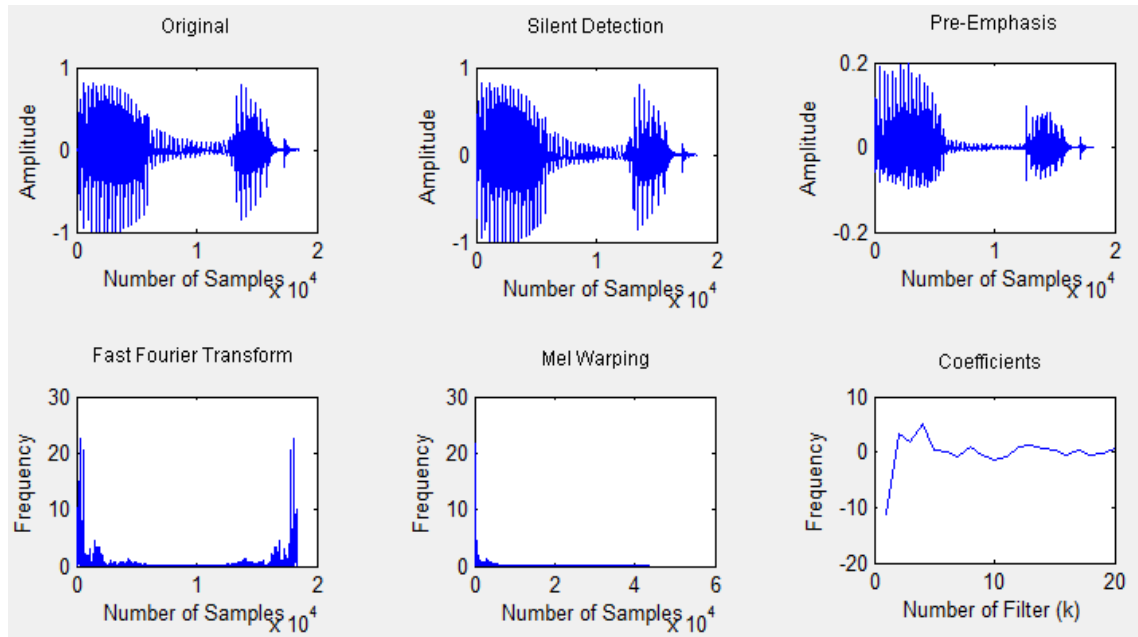 Original
1
0
-1
Amplitude
0
1
2
Number of Samples
x 10^4
Silent Detection
1
0
-1
Amplitude
0
1
2
Number of Samples
x 10^4
Pre-Emphasis
0.2
0
-0.2
Amplitude
0
1
2
Number of Samples
x 10^4
Fast Fourier Transform
30
20
10
0
Frequency
0
1
2
Number of Samples
x 10^4
Mel Warping
30
20
10
0
Frequency
0
2
4
6
Number of Samples
x 10^4
Coefficients
10
0
-10
-20
Frequency
0
10
20
Number of Filter (k)